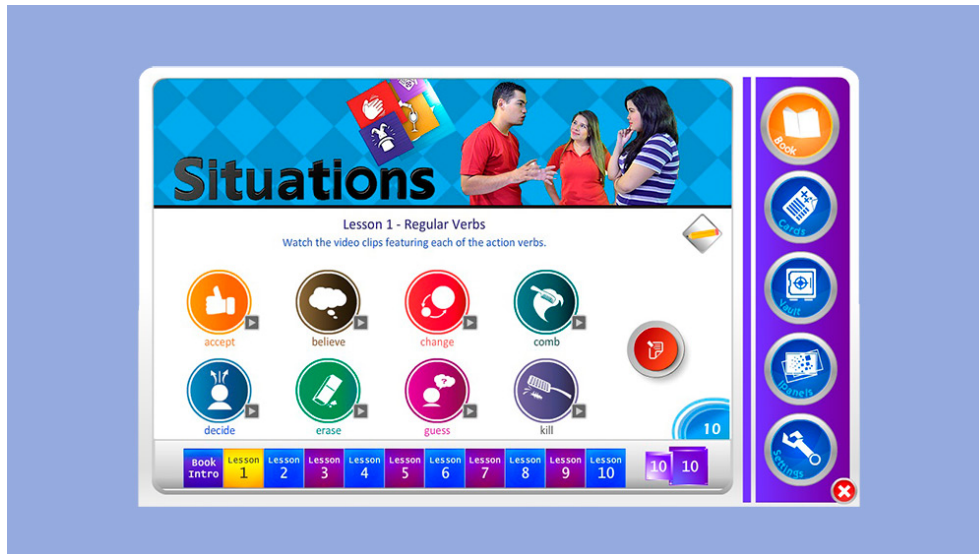 Situations
Lesson 1 - Regular Verbs
Watch the video clips featuring each of the action verbs.
accept
believe
change
comb
decide
erase
guess
?
kill
10
Book Intro
Lesson 1
Lesson 2
Lesson 3
Lesson 4
Lesson 5
Lesson 6
Lesson 7
Lesson 8
Lesson 9
Lesson 10
10
10
Book
Cards
Vault
iPanels
Settings